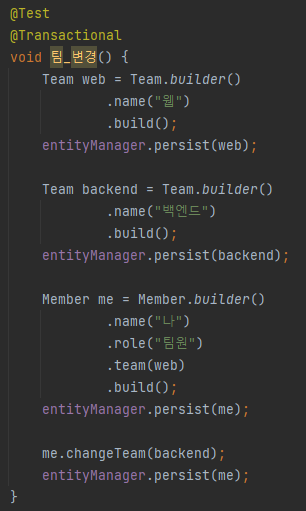 @Test
@Transactional
void 팀_변경() {
    Team web = Team.builder()
            .name("웹")
            .build();
    entityManager.persist(web);

    Team backend = Team.builder()
            .name("백엔드")
            .build();
    entityManager.persist(backend);

    Member me = Member.builder()
            .name("나")
            .role("팀원")
            .team(web)
            .build();
    entityManager.persist(me);

    me.changeTeam(backend);
    entityManager.persist(me);
}